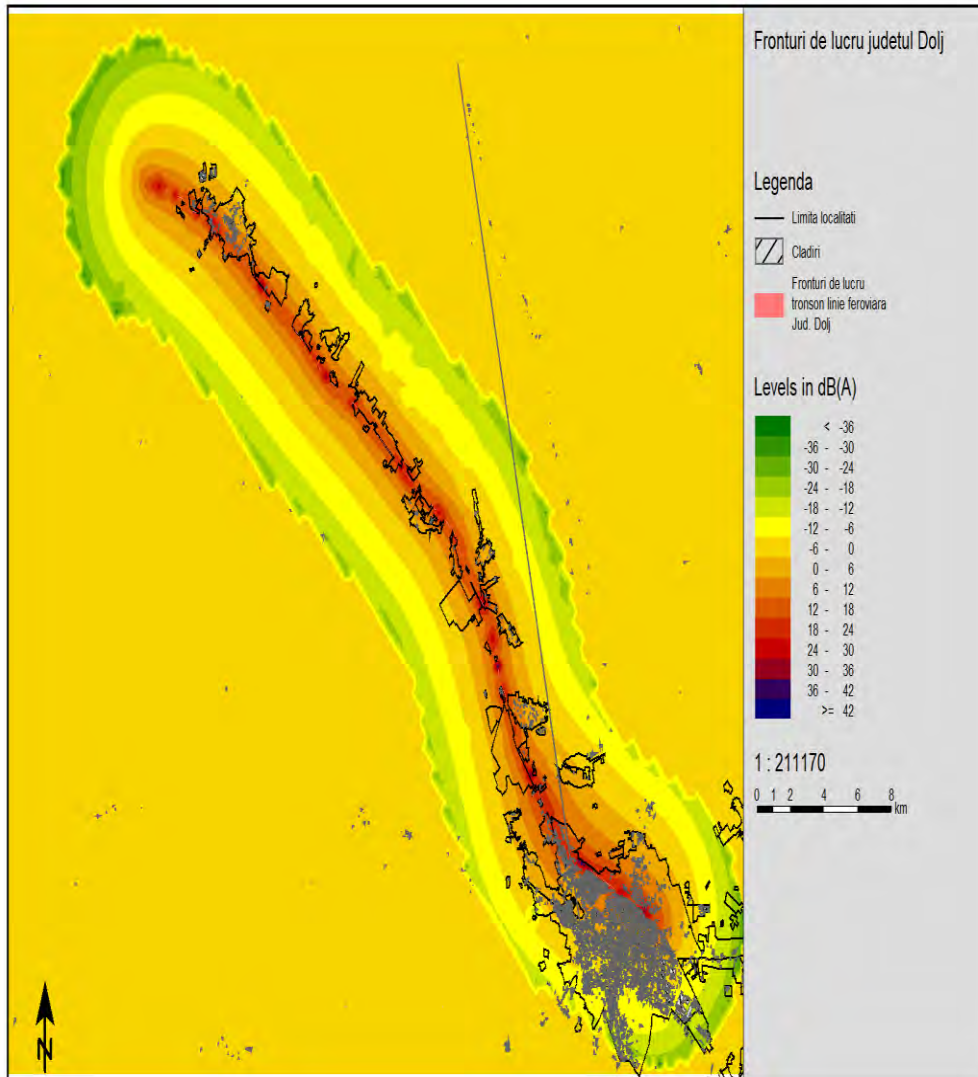 Fronturi de lucru judetul Dolj
Legenda
Limita localitati
Cladiri
Fronturi de lucru
tronson linie feroviara
Jud. Dolj
Levels in dB(A)
< -36
-36 - -30
-30 - -24
-24 - -18
-18 - -12
-12 - -6
-6 - 0
0 - 6
6 - 12
12 - 18
18 - 24
24 - 30
30 - 36
36 - 42
>= 42
1 : 211170
0 1 2 4 6 8
km
N